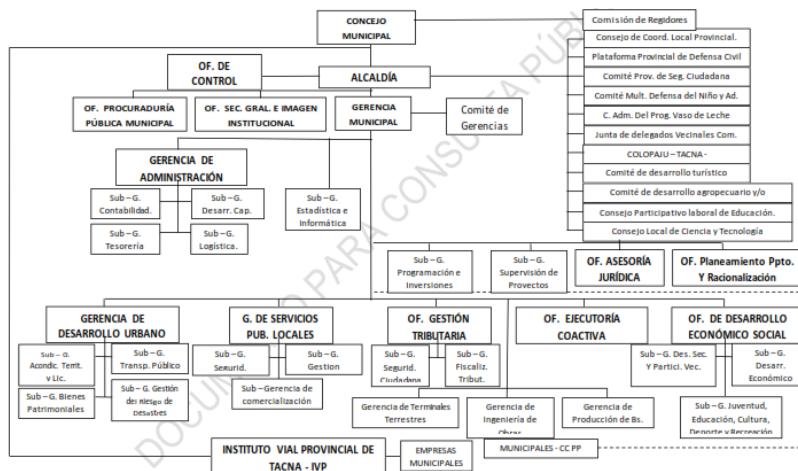 CONCEJO
MUNICIPAL
Comisión de Regidores
Consejo de Coord. Local Provincial.
Plataforma Provincial de Defensa Civil
Comité Prov. de Seg. Ciudadana
Comité Mult. Defensa del Niño y Ad.
C. Adm. Del Prog. Vaso de Leche
Junta de delegados Vecinales Com.
COLOPAJU – TACNA -
Comité de desarrollo turístico
Comité de desarrollo agropecuario y/o
Consejo Participativo laboral de Educación.
Consejo Local de Ciencia y Tecnología
OF. DE
CONTROL
ALCALDÍA
OF. PROCURADURÍA
PÚBLICA MUNICIPAL
OF. SEC. GRAL. E IMAGEN
INSTITUCIONAL
GERENCIA
MUNICIPAL
Comité de
Gerencias
GERENCIA DE
ADMINISTRACIÓN
Sub – G.
Contabilidad.
Sub – G.
Desarr. Cap.
Sub – G.
Estadística e
Informática
Sub – G.
Tesorería
Sub – G.
Logística.
Sub – G.
Programación e
Inversiones
Sub – G.
Supervisión de
Proyectos
OF. ASESORÍA
JURÍDICA
OF. Planeamiento Ppto.
Y Racionalización
GERENCIA DE
DESARROLLO URBANO
G. DE SERVICIOS
PUB. LOCALES
OF. GESTIÓN
TRIBUTARIA
OF. EJECUTORÍA
COACTIVA
OF. DE DESARROLLO
ECONÓMICO SOCIAL
Sub – G.
Acondic. Territ.
y Lic.
Sub – G.
Transp. Público
Sub – G. Bienes
Patrimoniales
Sub – G. Gestión
del Riesgo de
Desastres
Sub – G.
Segurid.
Sub – G.
Gestion
Sub – Gerencia de
comercialización
Sub – G.
Segurid.
Ciudadana
Sub – G.
Fiscaliz.
Tribut.
Sub – G. Des. Sec.
Y Partici. Vec.
Sub – G.
Desarr.
Económico
Gerencia de Terminales
Terrestres
Gerencia de
Ingeniería de
Obras
Gerencia de
Producción de Bs.
Sub – G. Juventud,
Educación, Cultura,
Deporte y Recreación
INSTITUTO VIAL PROVINCIAL DE
TACNA - IVP
EMPRESAS
MUNICIPALES
MUNICIPALES - CC PP
PARA CONSULTA